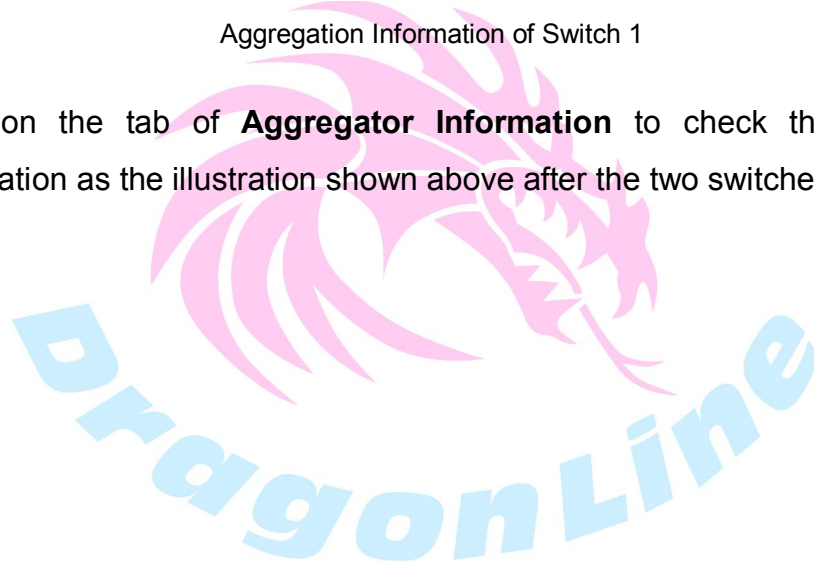 Aggregation Information of Switch 1
on the tab of Aggregator Information to check th
ation as the illustration shown above after the two switche
DragonLine